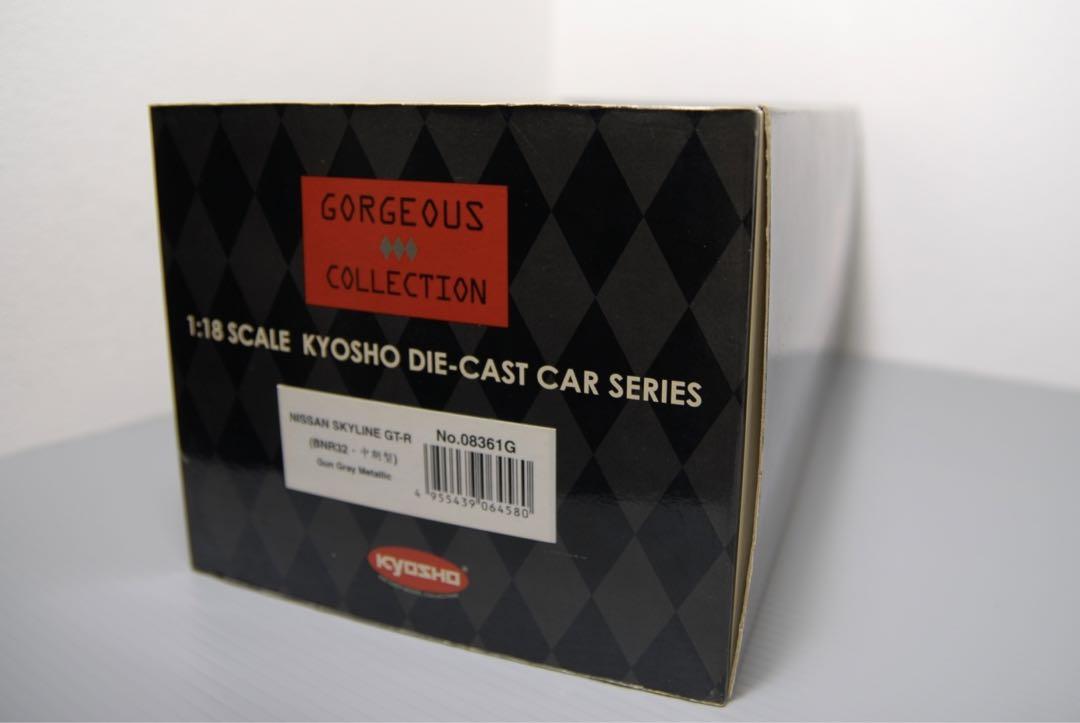 GORGEOUS
COLLECTION
1:18 SCALE KYOSHO DIE-CAST CAR SERIES
NISSAN SKYLINE GT-R
(BNR32 - 中期型)
Gun Gray Metallic
No.08361G
4 955439 064580
KYOSHO